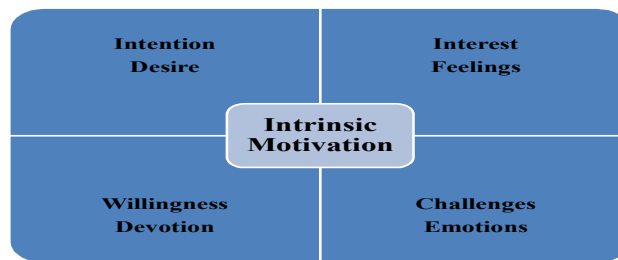 Intention
Desire
Interest
Feelings
Intrinsic
Motivation
Willingness
Devotion
Challenges
Emotions